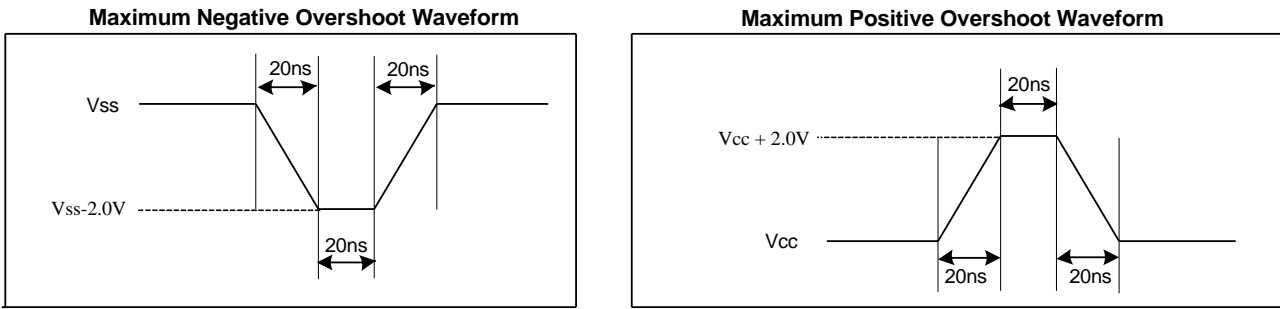 Maximum Negative Overshoot Waveform
20ns
20ns
Vss
Vss-2.0V
20ns
Maximum Positive Overshoot Waveform
20ns
Vcc + 2.0V
Vcc
20ns
20ns